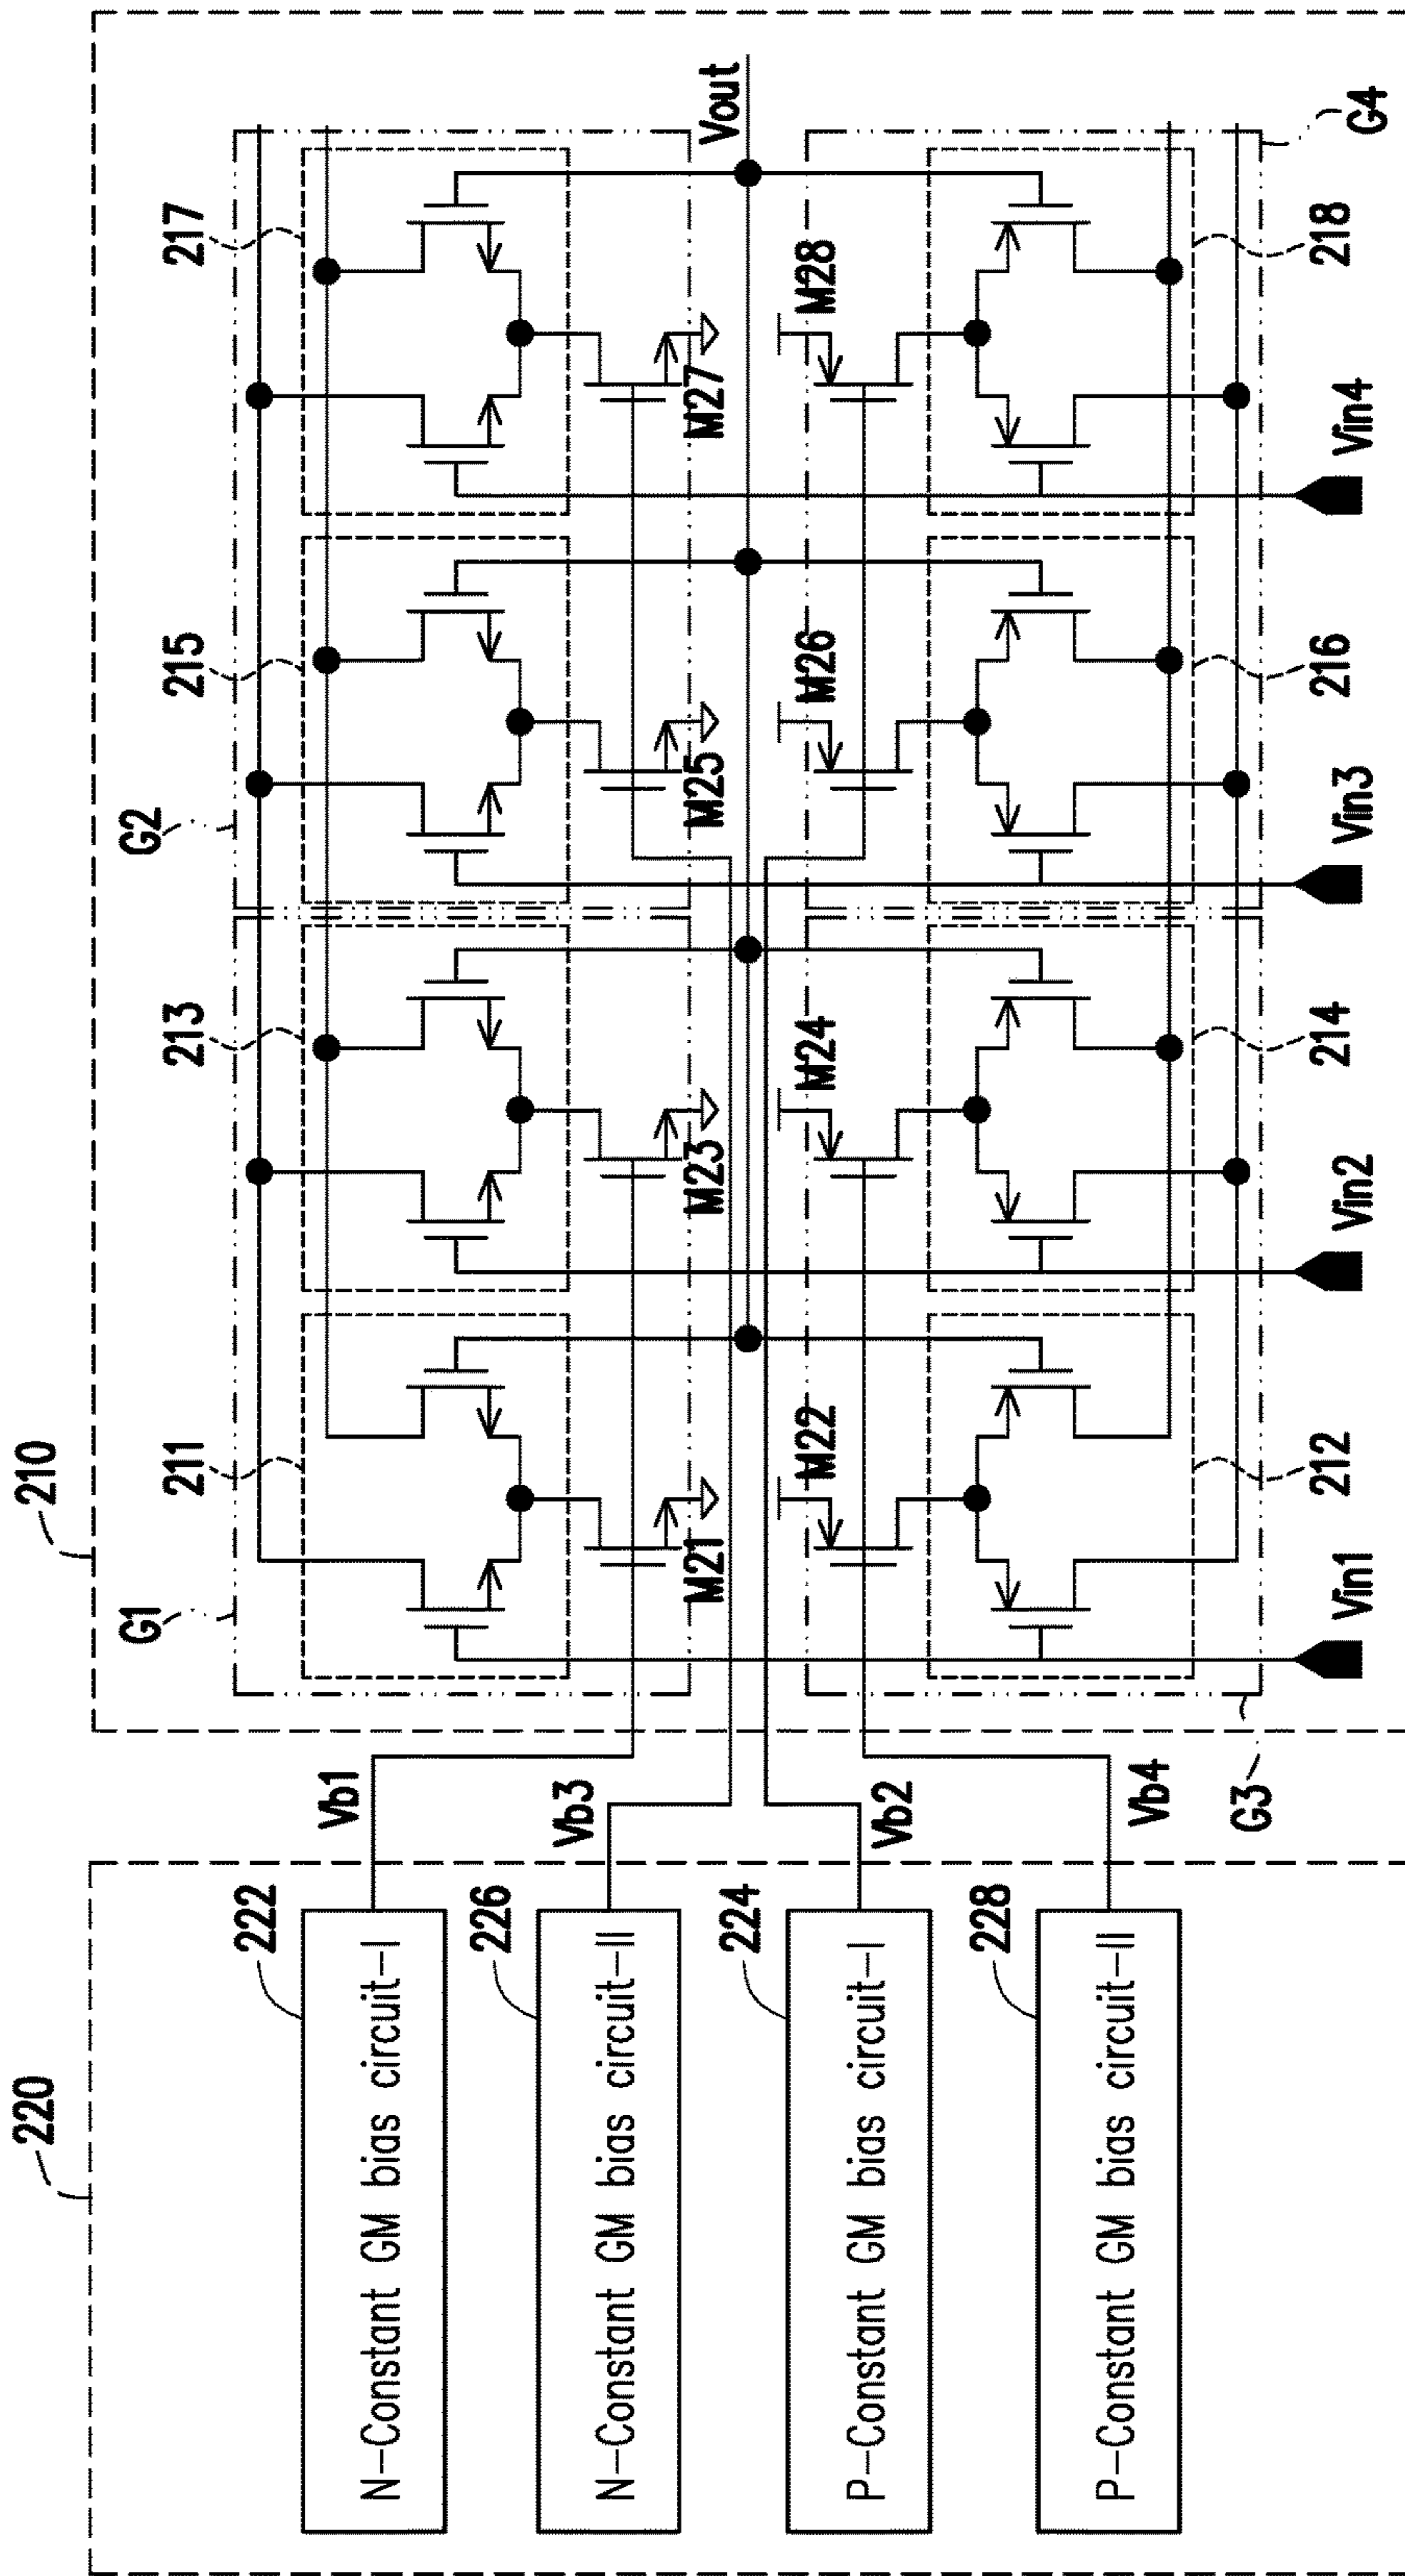 220
222
N-Constant GM bias circuit-I
226
N-Constant GM bias circuit-II
224
P-Constant GM bias circuit-I
228
P-Constant GM bias circuit-II
Vb1
Vb3
Vb2
Vb4
210
G1
211
213
G2
215
217
M21
M23
M25
M27
Vout
M22
M24
M26
M28
212
214
216
218
G3
Vin1
Vin2
Vin3
Vin4
G4